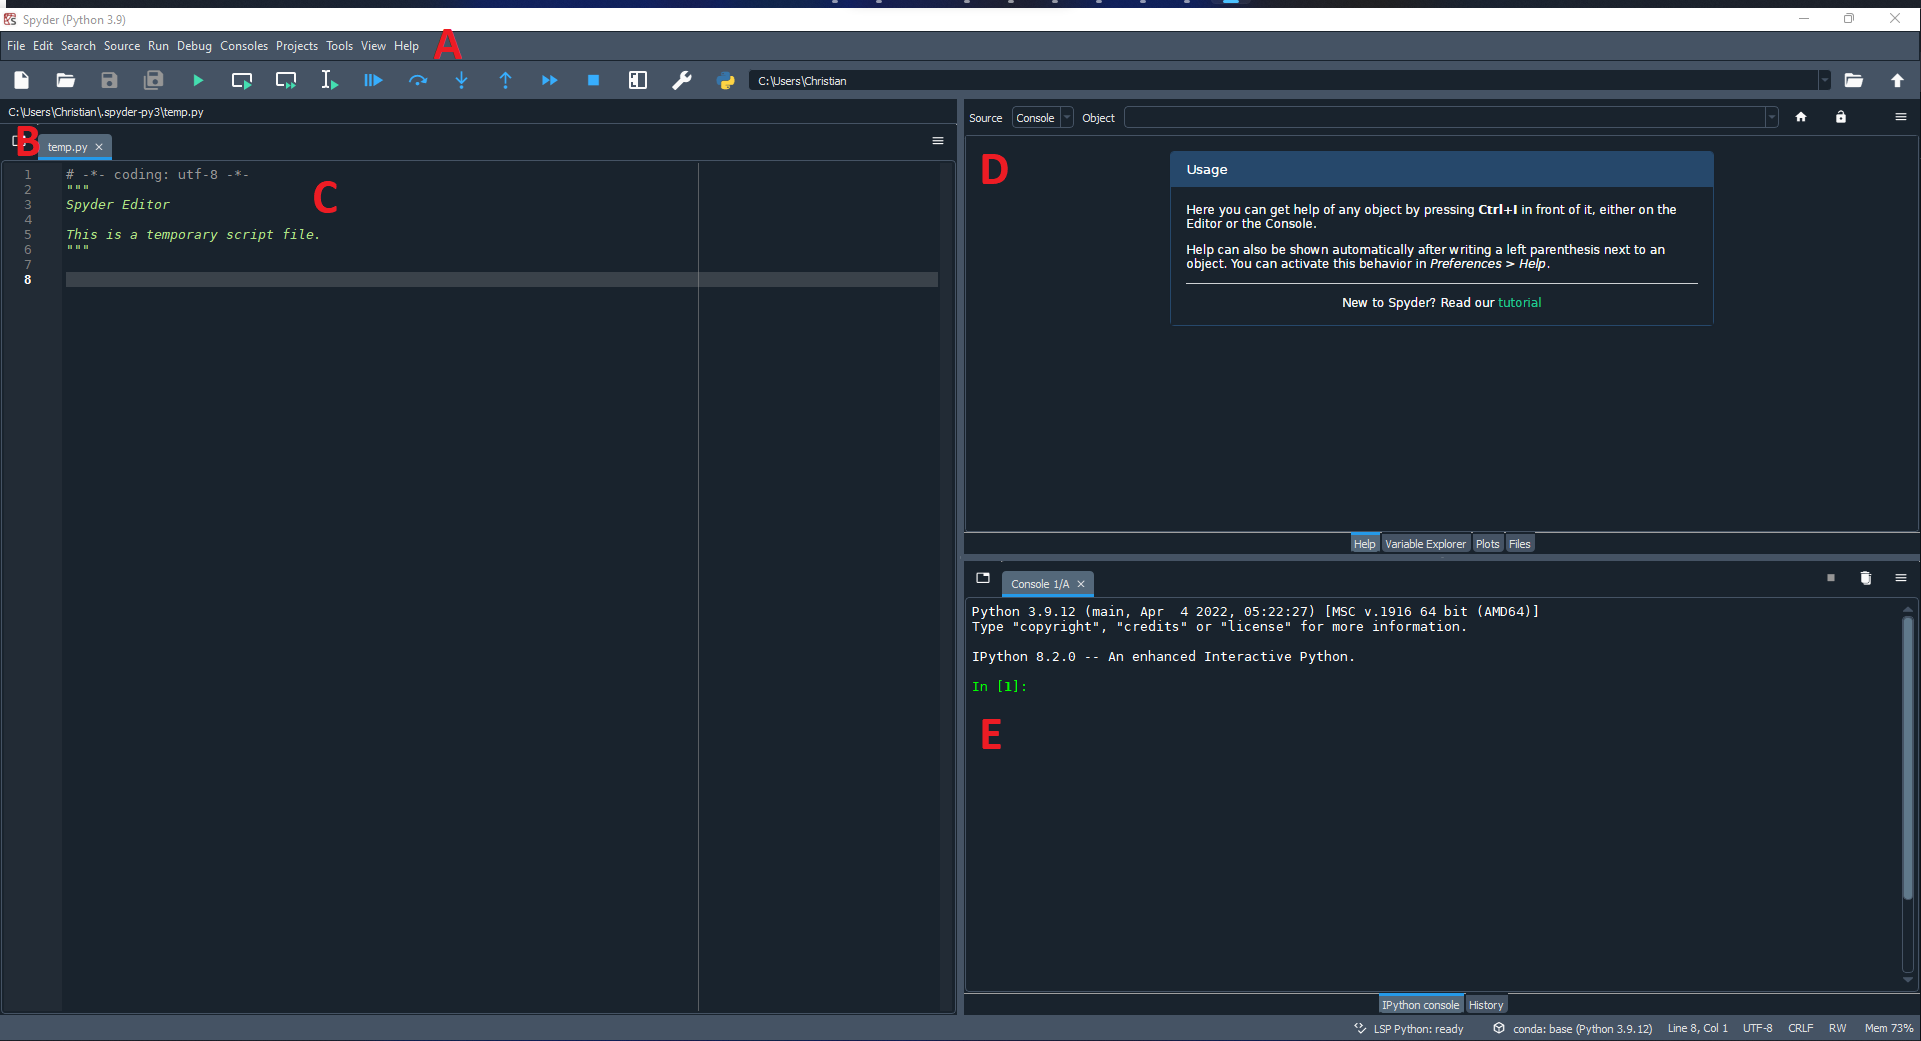 Spyder (Python 3.9)
File Edit Search Source Run Debug Consoles Projects Tools View Help
A
C:\Users\Christian
C:\Users\Christian\.spyder-py3\temp.py
B
temp.py
1 # -*- coding: utf-8 -*-
2 """
3 Spyder Editor
4
5 This is a temporary script file.
6 """
7
8
C
Source Console Object
D
Usage
Here you can get help of any object by pressing Ctrl+I in front of it, either on the
Editor or the Console.
Help can also be shown automatically after writing a left parenthesis next to an
object. You can activate this behavior in Preferences > Help.
New to Spyder? Read our tutorial
Help Variable Explorer Plots Files
Console 1/A
Python 3.9.12 (main, Apr  4 2022, 05:22:27) [MSC v.1916 64 bit (AMD64)]
Type "copyright", "credits" or "license" for more information.
IPython 8.2.0 -- An enhanced Interactive Python.
In [1]:
E
IPython console History
LSP Python: ready conda: base (Python 3.9.12) Line 8, Col 1 UTF-8 CRLF RW Mem 73%